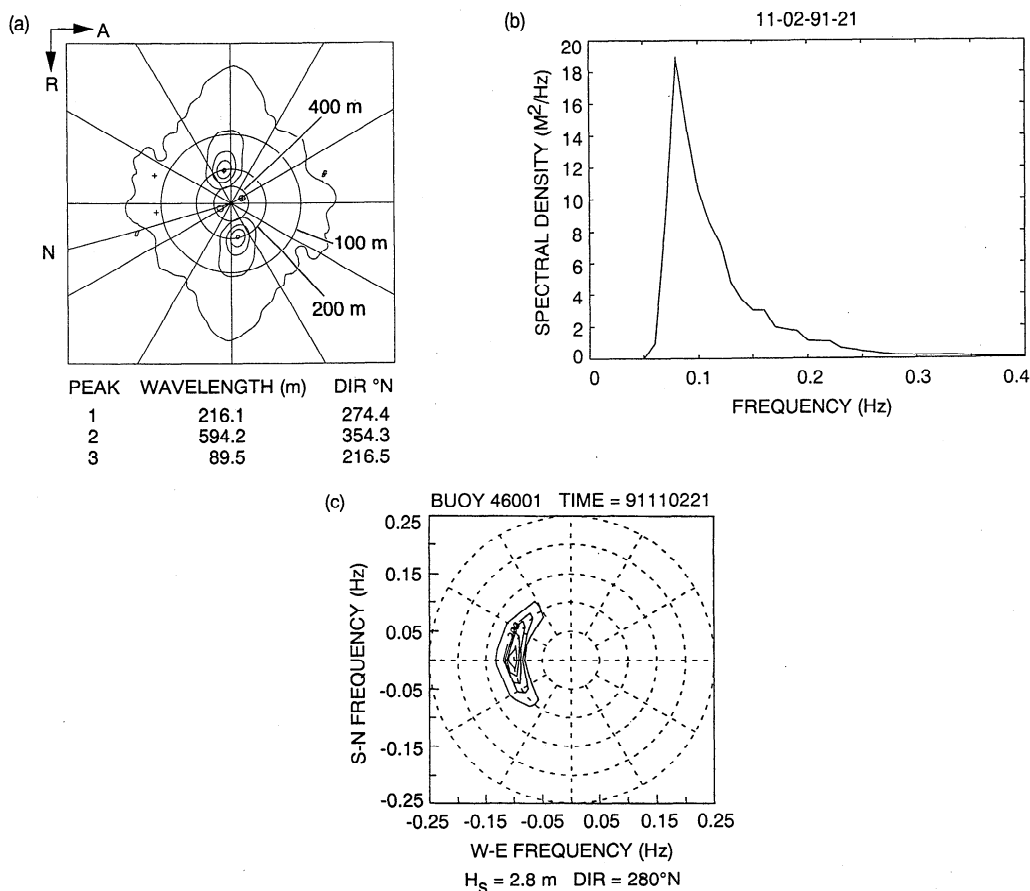 (a)
A
R
N
400 m
100 m
200 m
PEAK WAVELENGTH (m) DIR °N
1 216.1 274.4
2 594.2 354.3
3 89.5 216.5
(b)
11-02-91-21
SPECTRAL DENSITY (M²/Hz)
20
18
16
14
12
10
8
6
4
2
0
0 0.1 0.2 0.3 0.4
FREQUENCY (Hz)
(c)
BUOY 46001 TIME = 91110221
S-N FREQUENCY (Hz)
0.25
0.15
0.05
-0.05
-0.15
-0.25
-0.25 -0.15 -0.05 0.05 0.15 0.25
W-E FREQUENCY (Hz)
H_S = 2.8 m DIR = 280°N